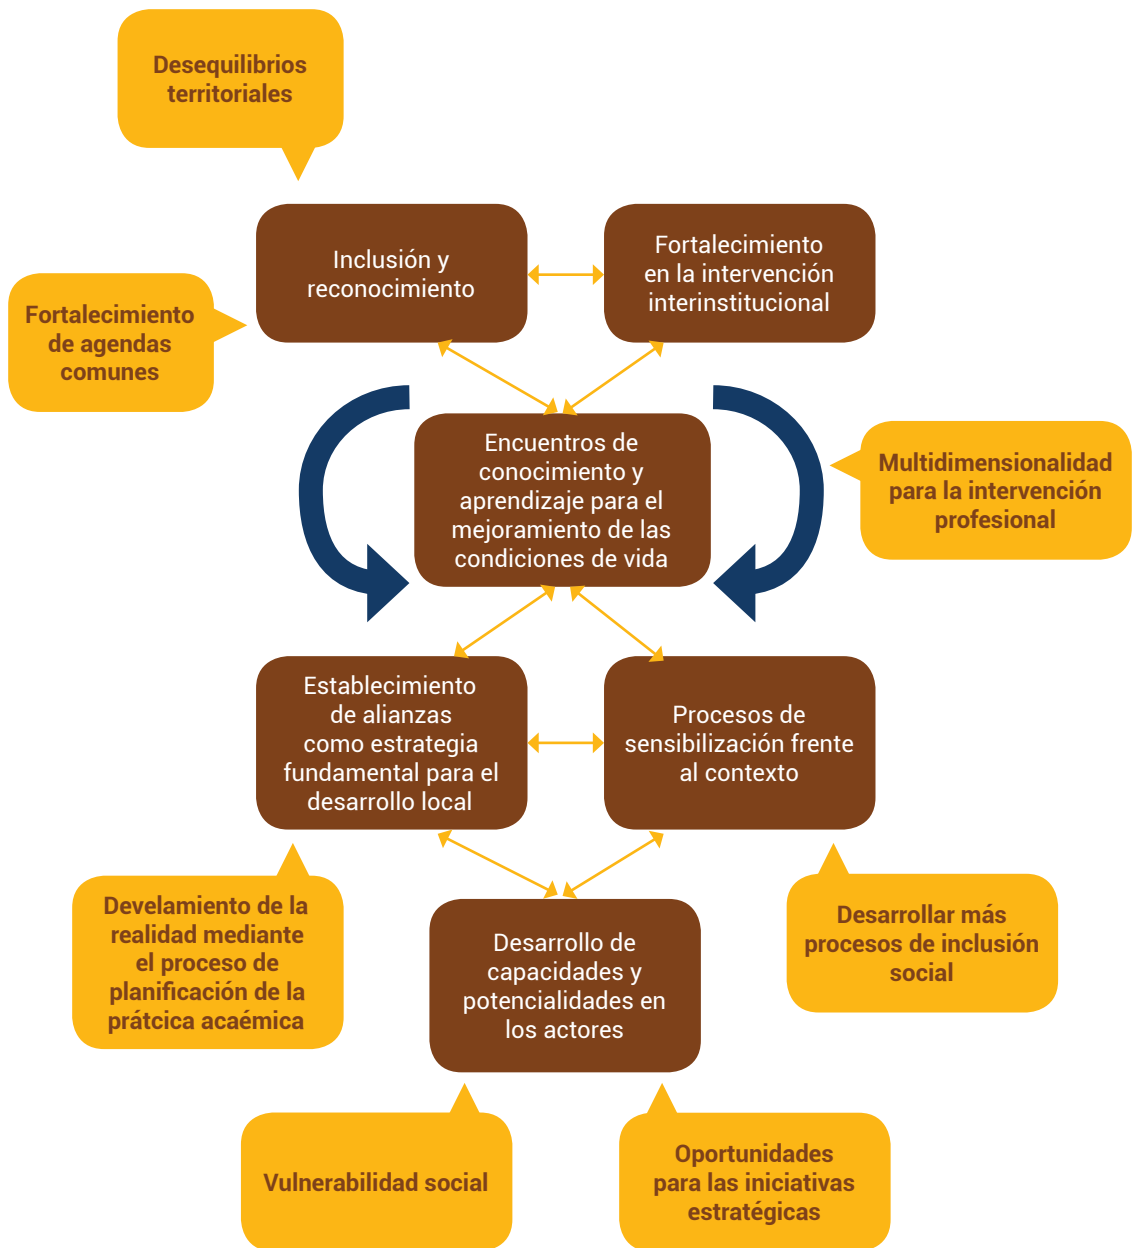 Desequilibrios
territoriales
Inclusión y
reconocimiento
Fortalecimiento
en la intervención
interinstitucional
Fortalecimiento
de agendas
comunes
Encuentros de
conocimiento y
aprendizaje para el
mejoramiento de las
condiciones de vida
Multidimensionalidad
para la intervención
profesional
Establecimiento
de alianzas
como estrategia
fundamental para el
desarrollo local
Procesos de
sensibilización frente
al contexto
Develamiento de la
realidad mediante
el proceso de
planificación de la
prátcica acaémica
Desarrollo de
capacidades y
potencialidades en
los actores
Desarrollar más
procesos de inclusión
social
Vulnerabilidad social
Oportunidades
para las iniciativas
estratégicas